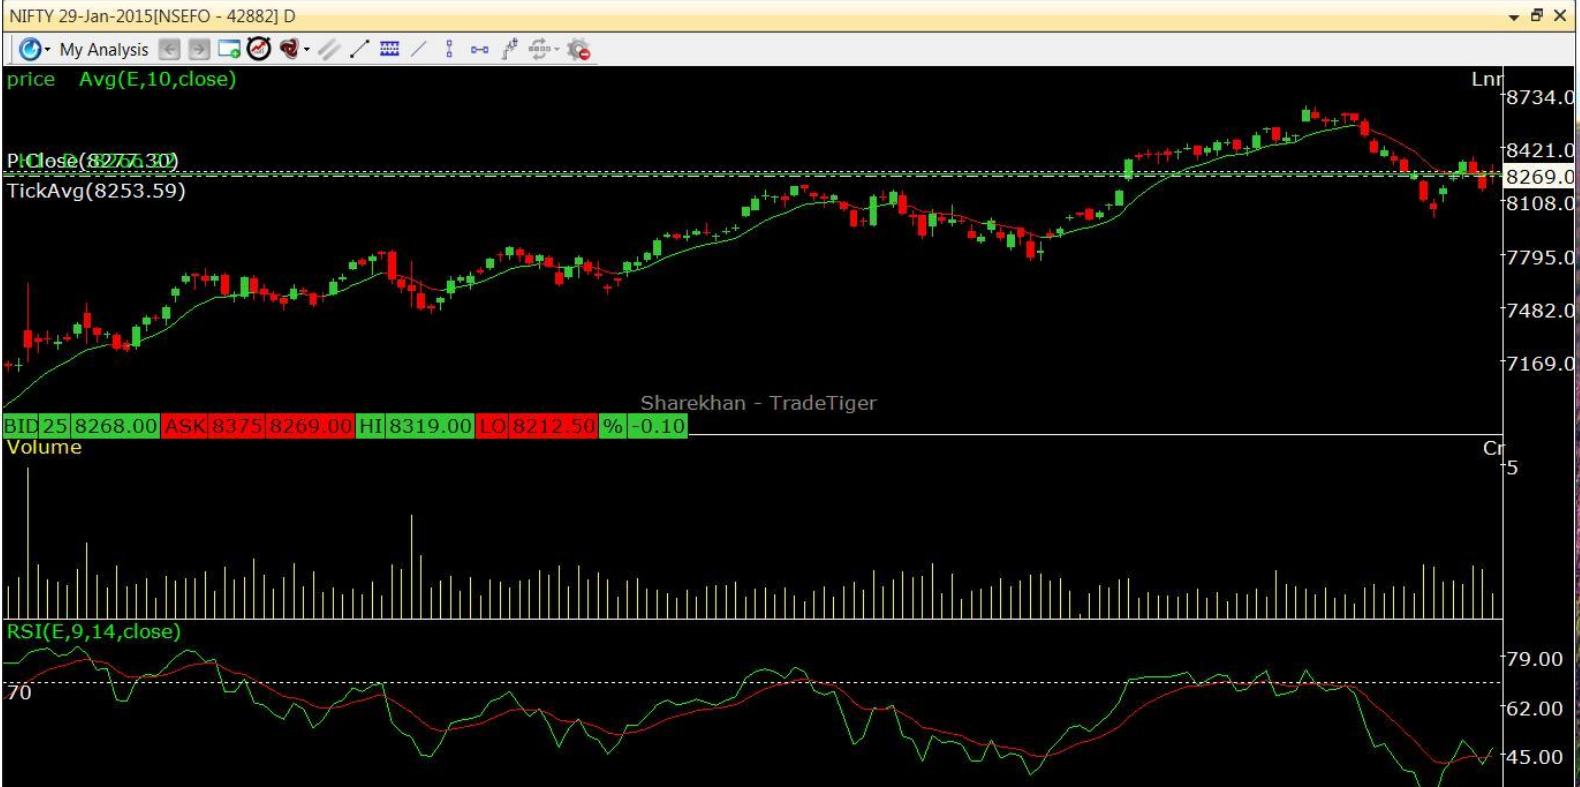 NIFTY 29-Jan-2015[NSEFO - 42882] D
My Analysis
price Avg(E,10,close)
Lnr
8734.0
P.Close(8277.30)
8421.0
8269.0
TickAvg(8253.59)
8108.0
7795.0
7482.0
7169.0
Sharekhan - TradeTiger
BID 25 8268.00 ASK 8375 8269.00 HI 8319.00 LO 8212.50 % -0.10
Volume
Cr
5
RSI(E,9,14,close)
79.00
70
62.00
45.00